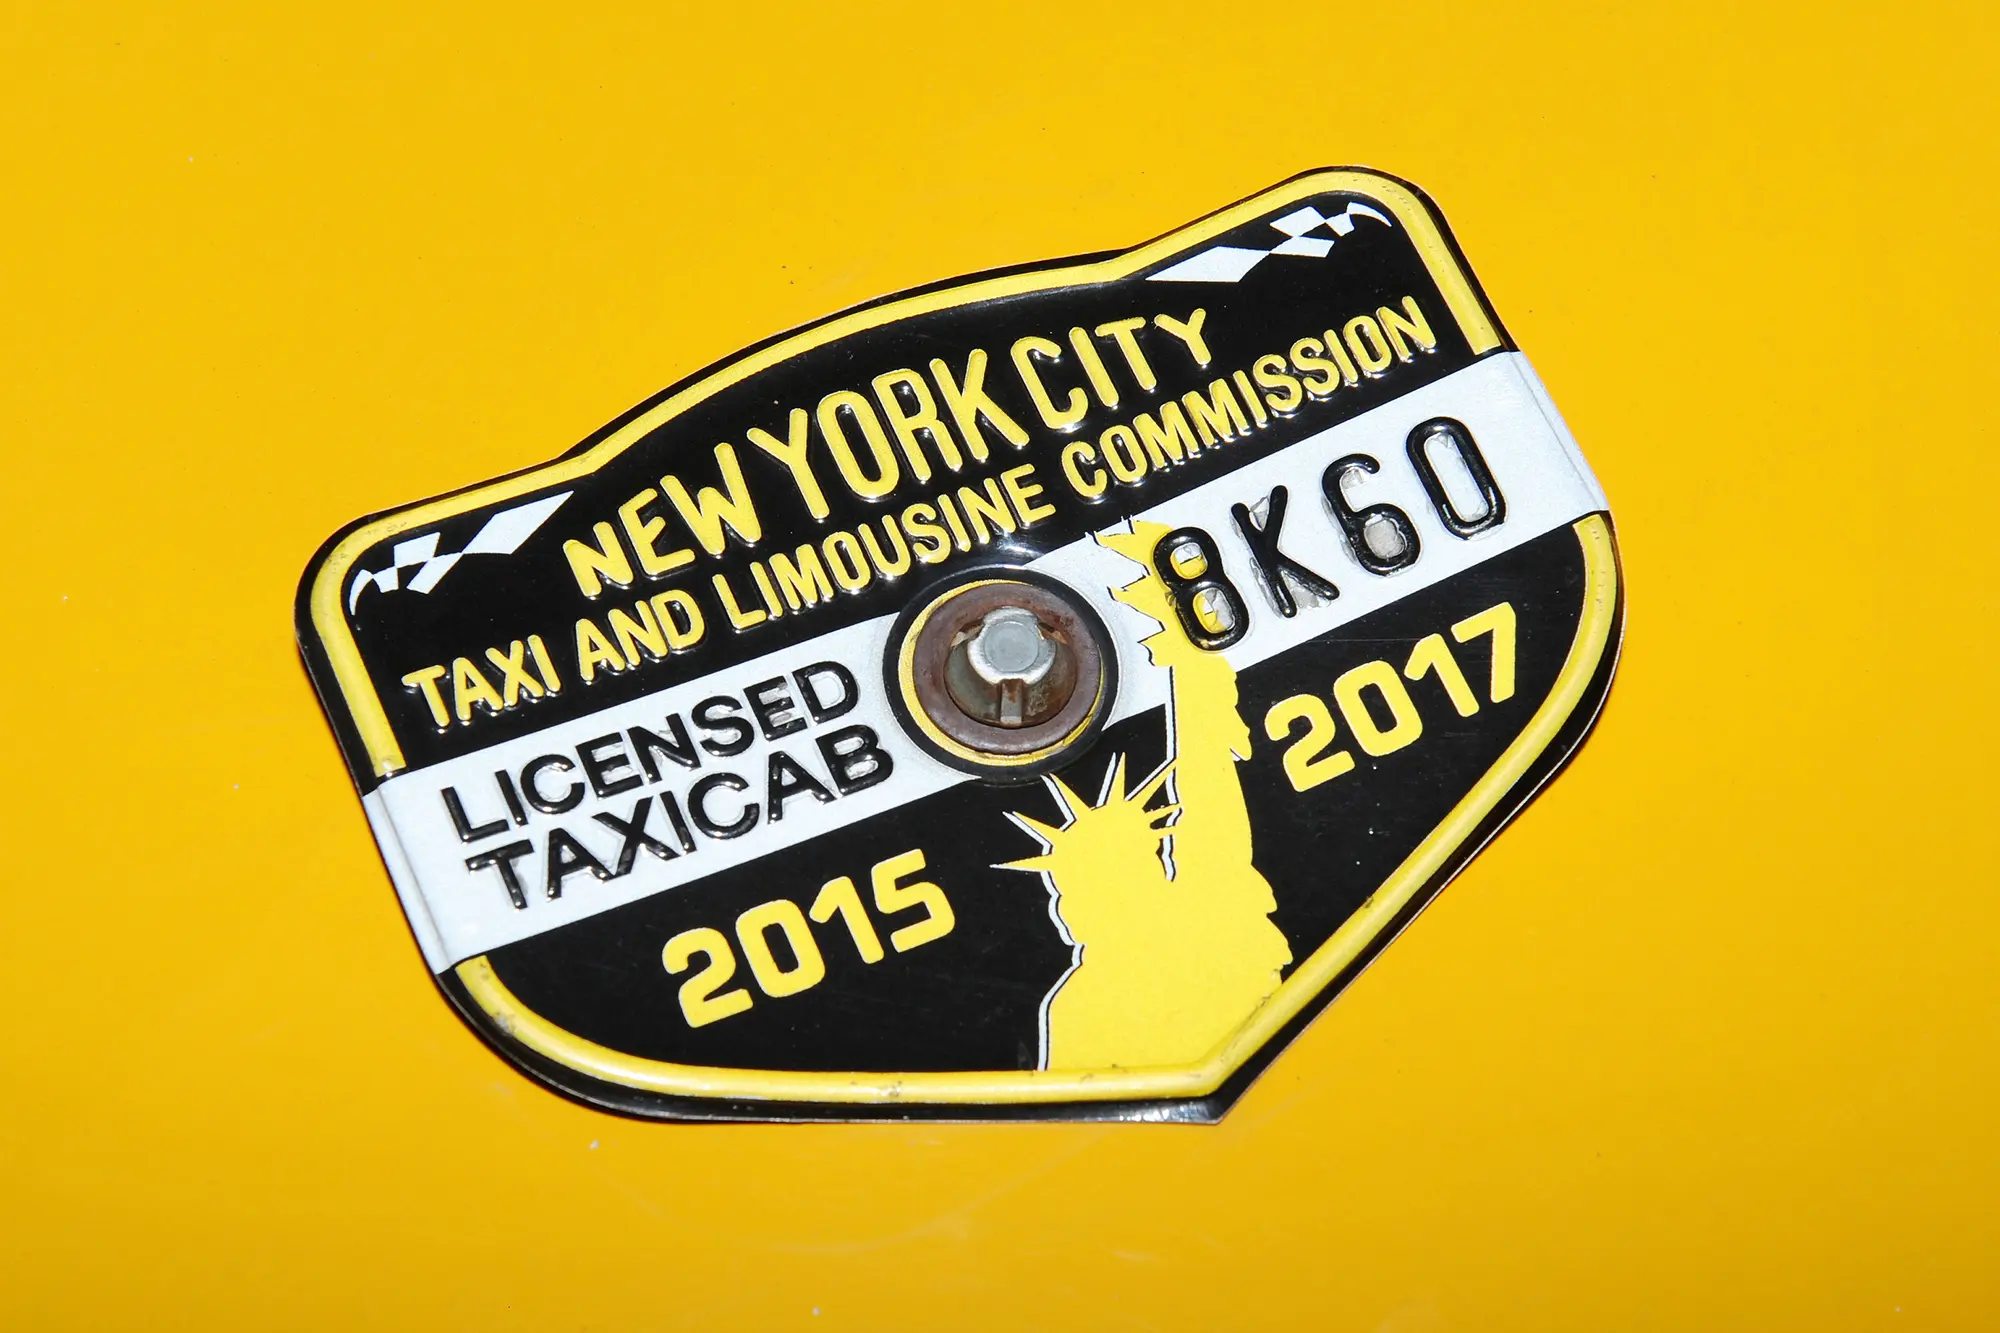 NEW YORK CITY
TAXI AND LIMOUSINE COMMISSION
8K60
LICENSED
TAXICAB
2015
2017